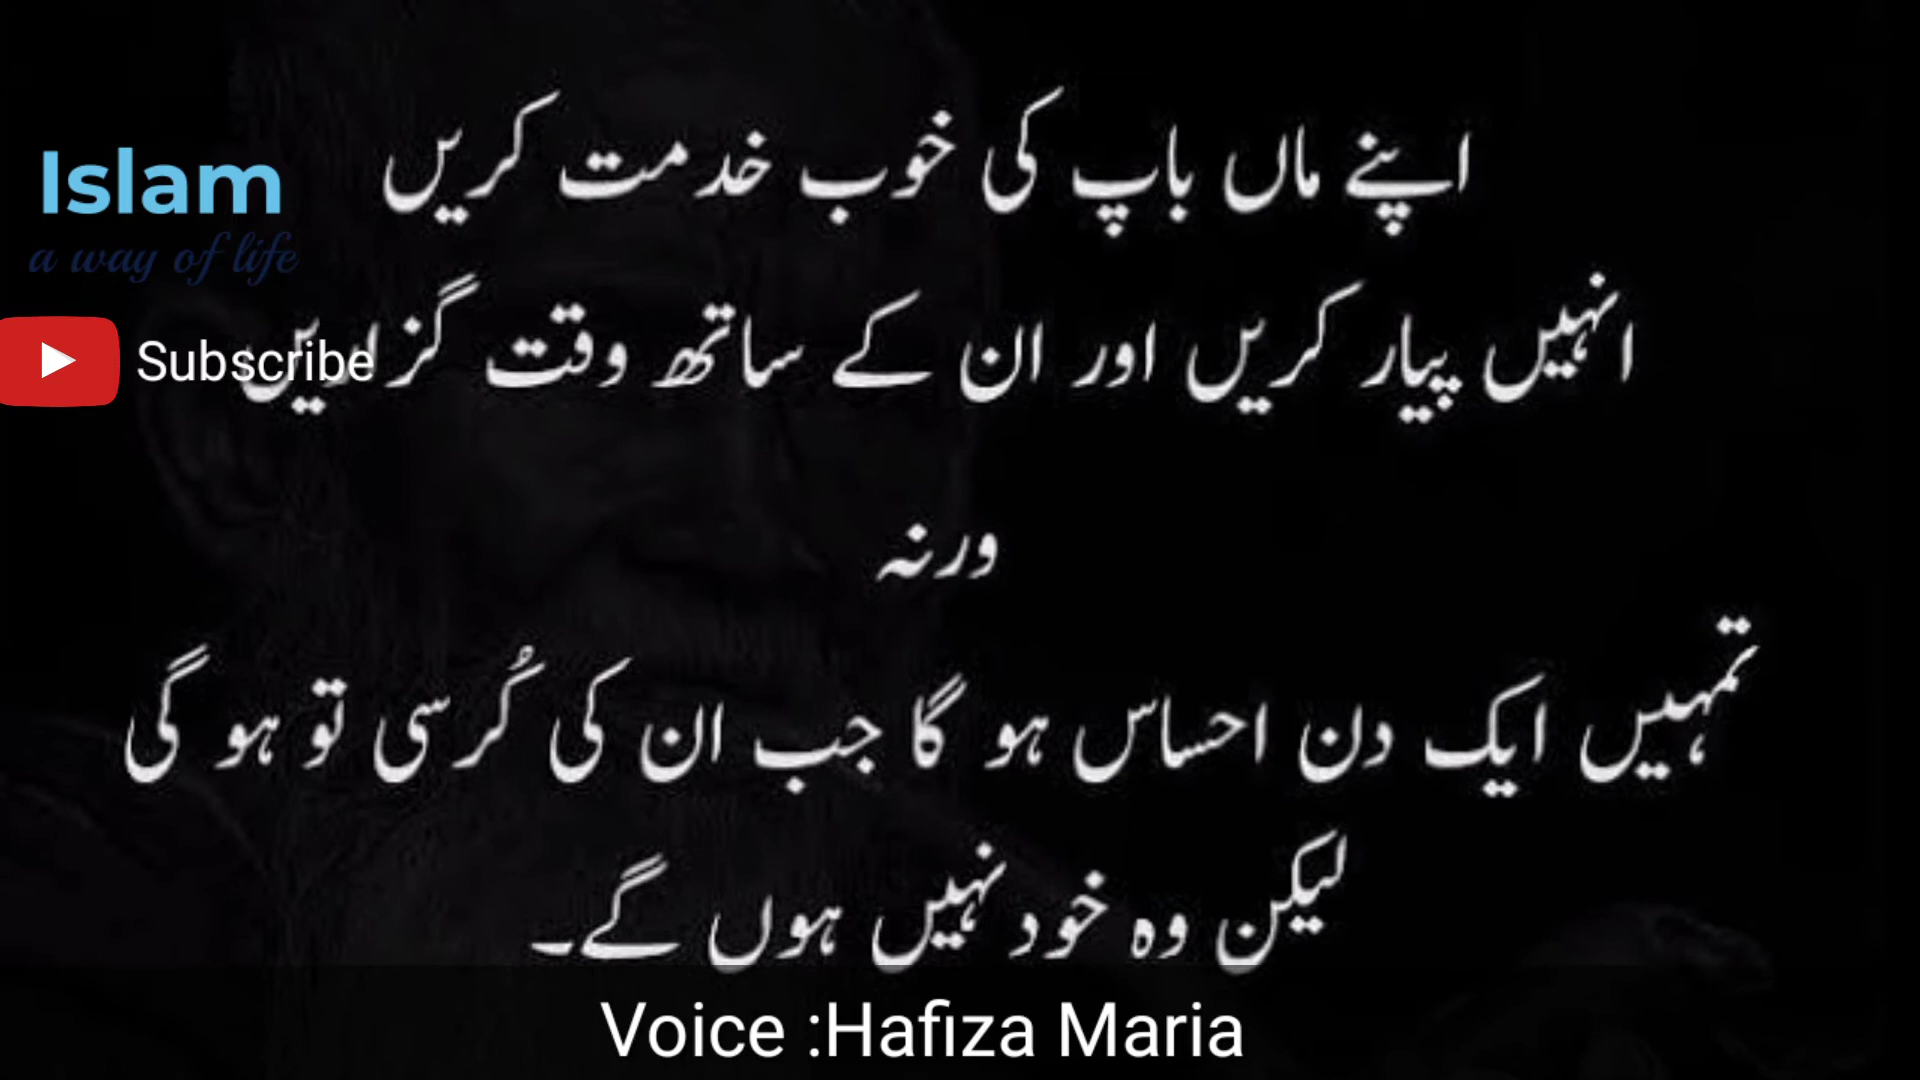 اپنے ماں باپ کی خوب خدمت کریں
Islam
a way of life
انہیں پیار کریں اور ان کے ساتھ وقت گزاریں
Subscribe
ورنہ
تمہیں ایک دن احساس ہو گا جب ان کی کُرسی تو ہو گی
لیکن وہ خود نہیں ہوں گے۔
Voice :Hafiza Maria